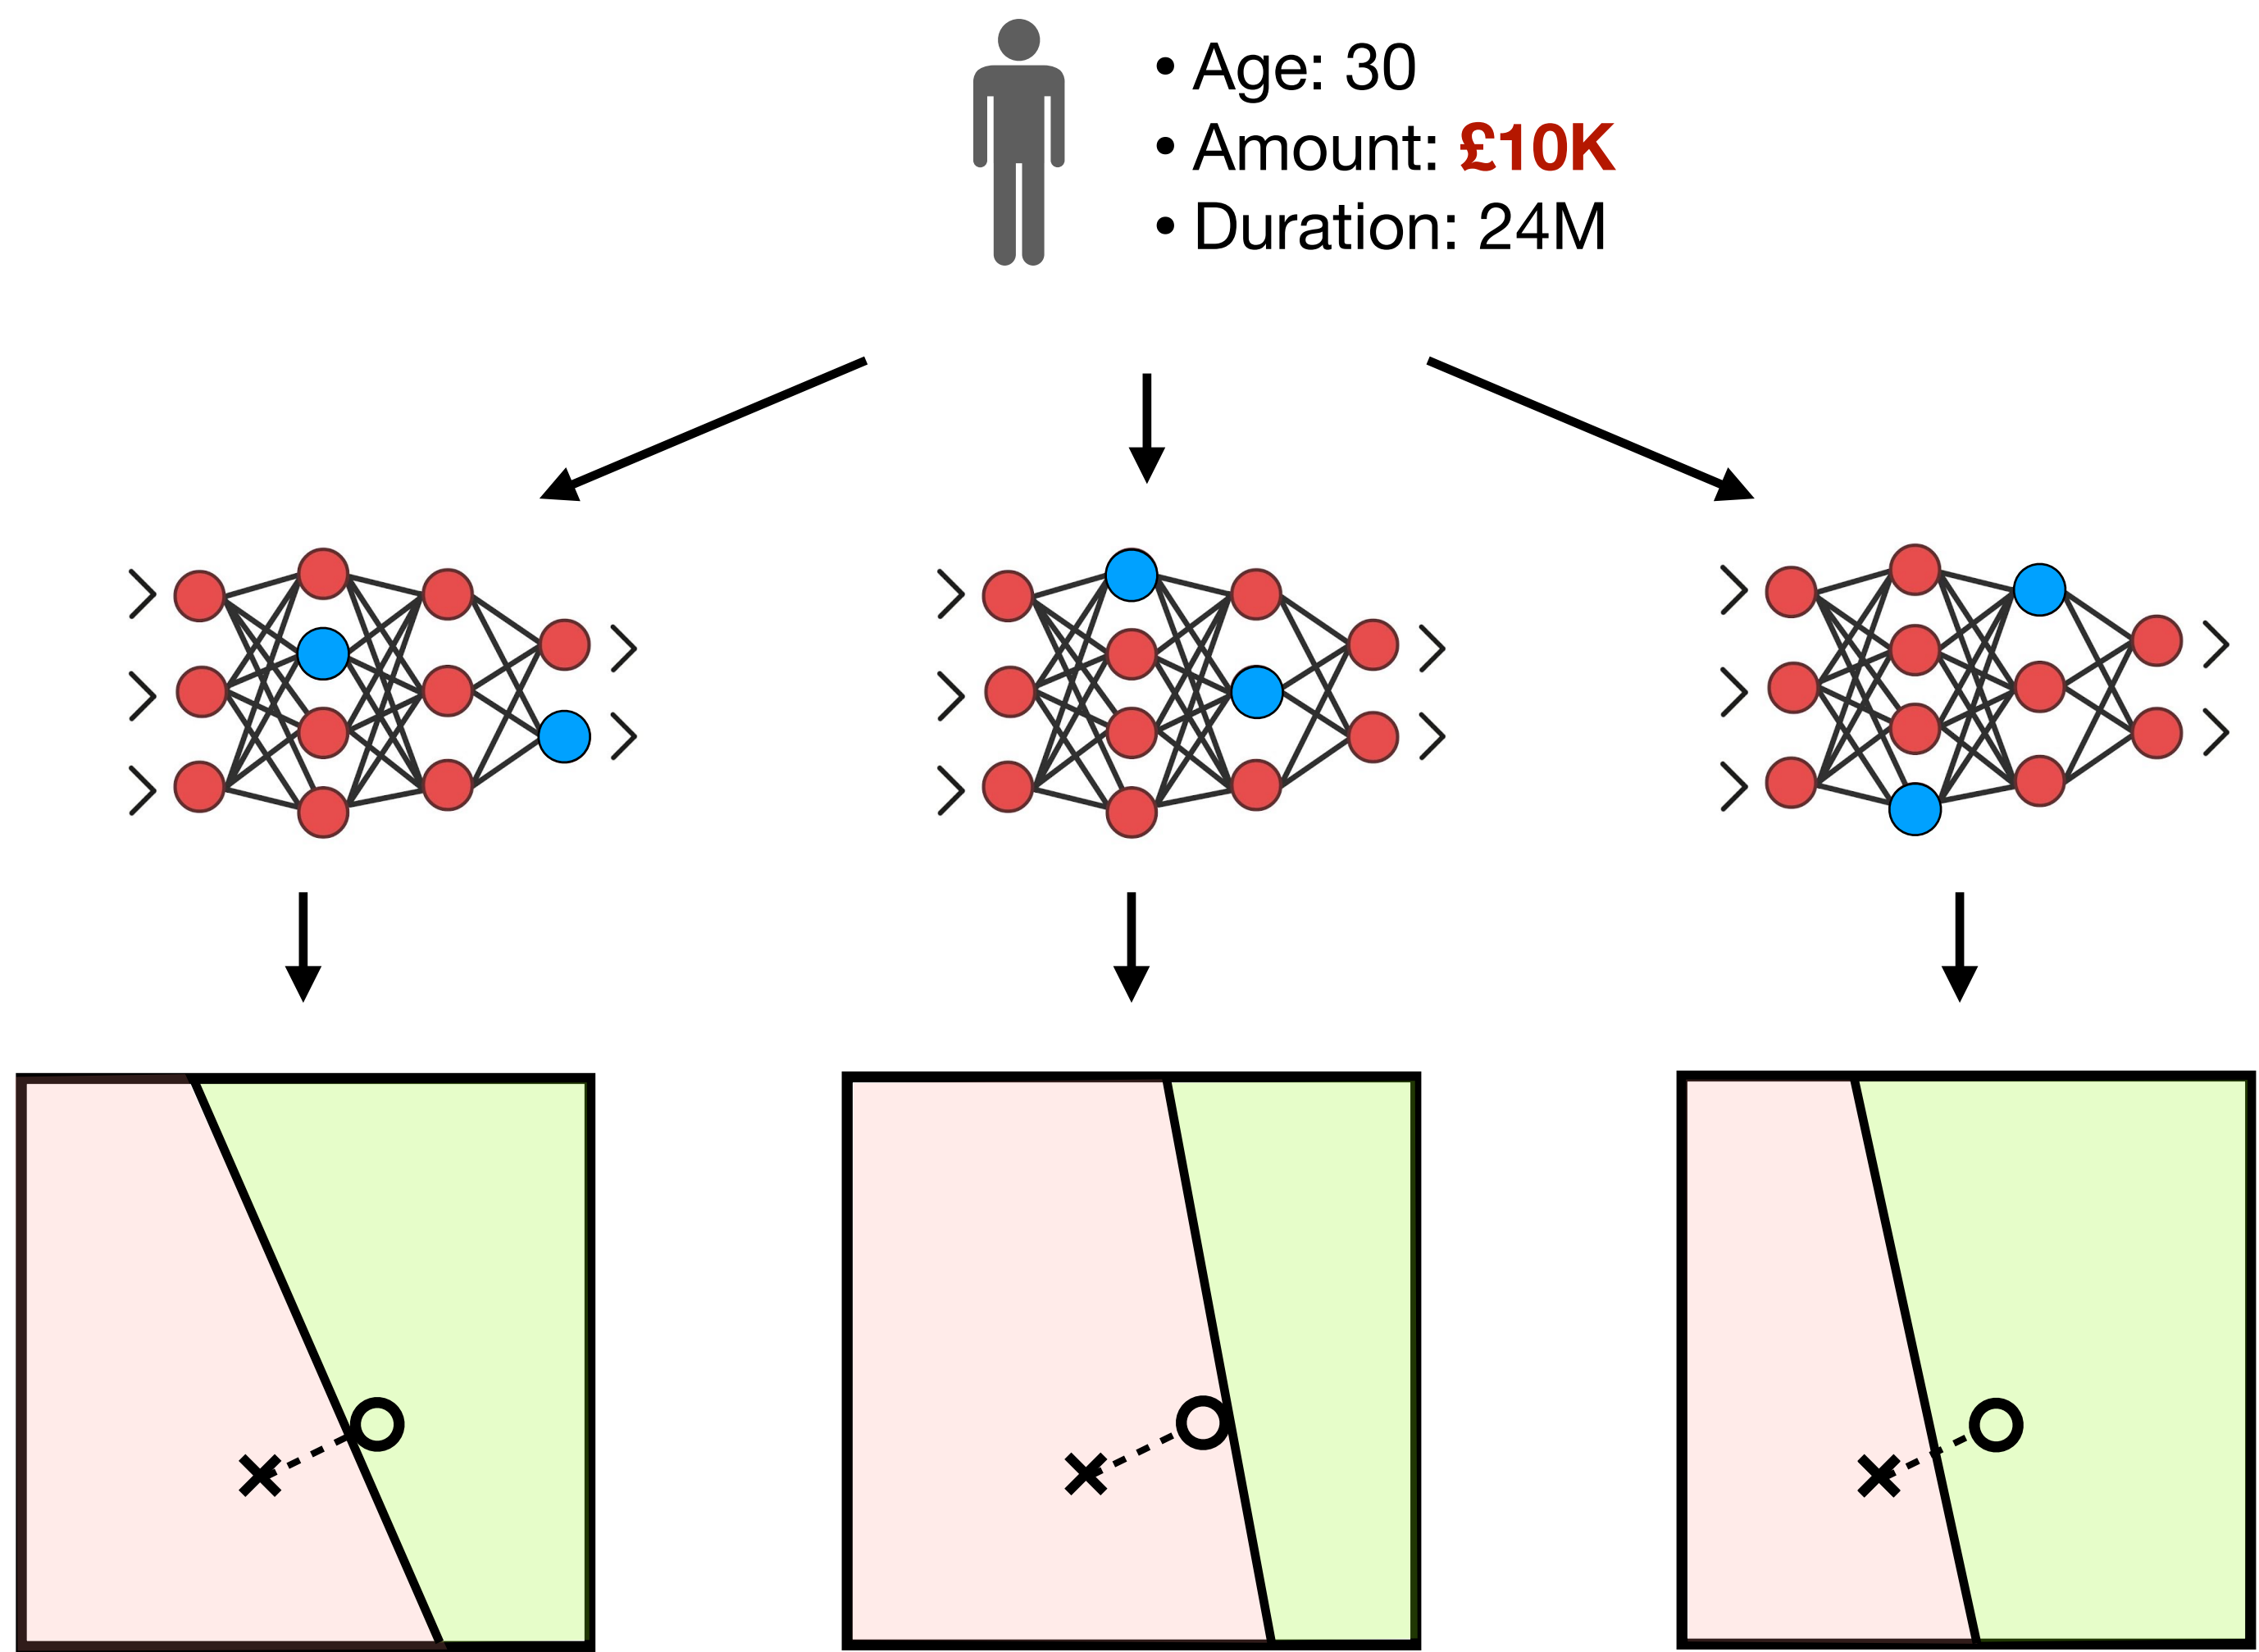 • Age: 30
• Amount: £10K
• Duration: 24M